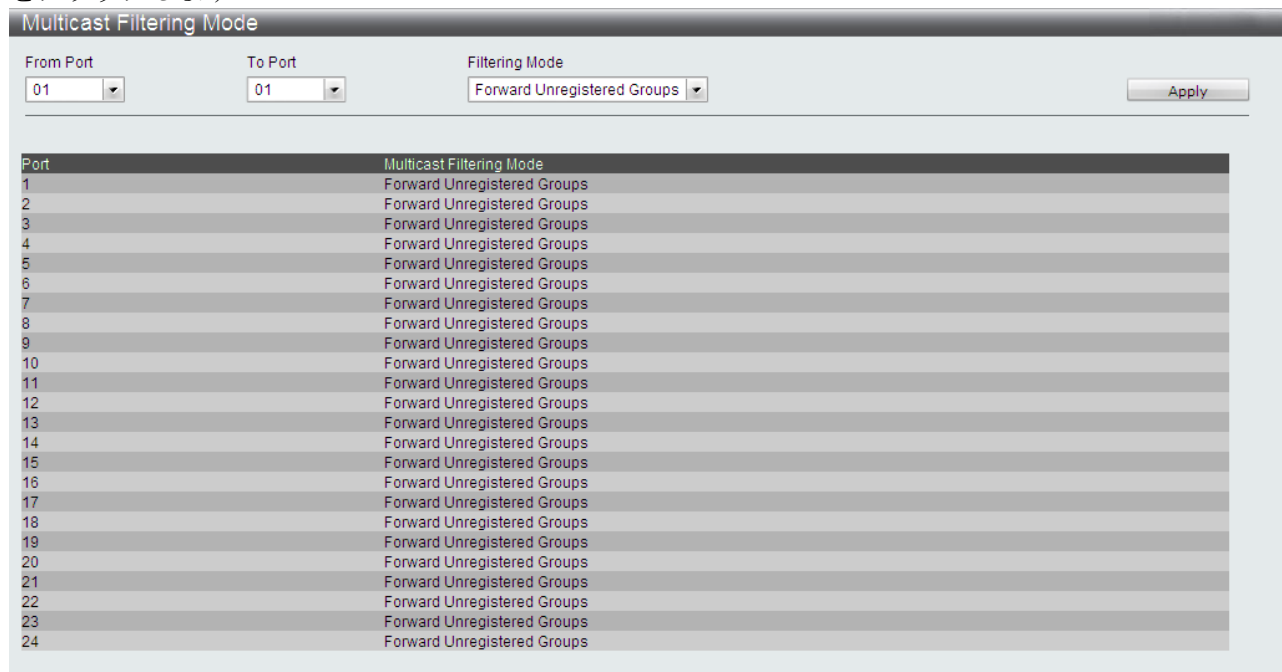 Multicast Filtering Mode
From Port To Port Filtering Mode
01 01 Forward Unregistered Groups Apply
Port Multicast Filtering Mode
1 Forward Unregistered Groups
2 Forward Unregistered Groups
3 Forward Unregistered Groups
4 Forward Unregistered Groups
5 Forward Unregistered Groups
6 Forward Unregistered Groups
7 Forward Unregistered Groups
8 Forward Unregistered Groups
9 Forward Unregistered Groups
10 Forward Unregistered Groups
11 Forward Unregistered Groups
12 Forward Unregistered Groups
13 Forward Unregistered Groups
14 Forward Unregistered Groups
15 Forward Unregistered Groups
16 Forward Unregistered Groups
17 Forward Unregistered Groups
18 Forward Unregistered Groups
19 Forward Unregistered Groups
20 Forward Unregistered Groups
21 Forward Unregistered Groups
22 Forward Unregistered Groups
23 Forward Unregistered Groups
24 Forward Unregistered Groups